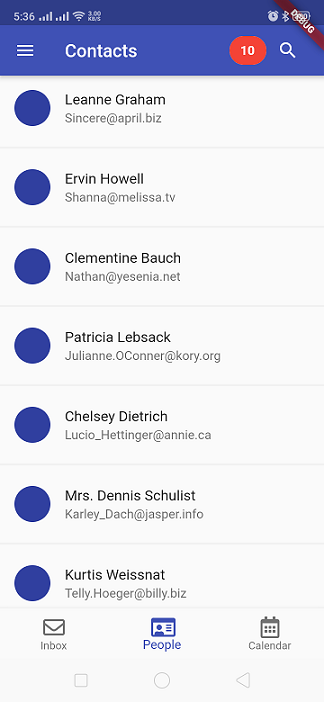 5:36 3.00 KB/S
DEBUG
Contacts 10
Leanne Graham
Sincere@april.biz
Ervin Howell
Shanna@melissa.tv
Clementine Bauch
Nathan@yesenia.net
Patricia Lebsack
Julianne.OConner@kory.org
Chelsey Dietrich
Lucio_Hettinger@annie.ca
Mrs. Dennis Schulist
Karley_Dach@jasper.info
Kurtis Weissnat
Telly.Hoeger@billy.biz
Inbox People Calendar